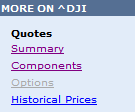 MORE ON ^DJI
Quotes
Summary
Components
Options
Historical Prices